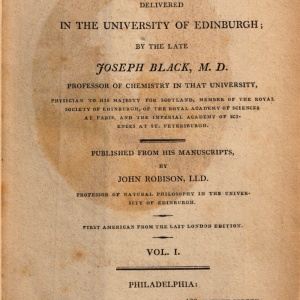 DELIVERED
IN THE UNIVERSITY OF EDINBURGH;
BY THE LATE
JOSEPH BLACK, M. D.
PROFESSOR OF CHEMISTRY IN THAT UNIVERSITY,
PHYSICIAN TO HIS MAJESTY FOR SCOTLAND, MEMBER OF THE ROYAL
SOCIETY OF EDINBURGH, OF THE ROYAL ACADEMY OF SCIENCES
AT PARIS, AND THE IMPERIAL ACADEMY OF SCI-
ENCES AT ST. PETERSBURGH.
PUBLISHED FROM HIS MANUSCRIPTS,
BY
JOHN ROBISON, LLD.
PROFESSOR OF NATURAL PHILOSOPHY IN THE UNIVER-
SITY OF EDINBURGH.
FIRST AMERICAN FROM THE LAST LONDON EDITION.
VOL. I.
PHILADELPHIA: